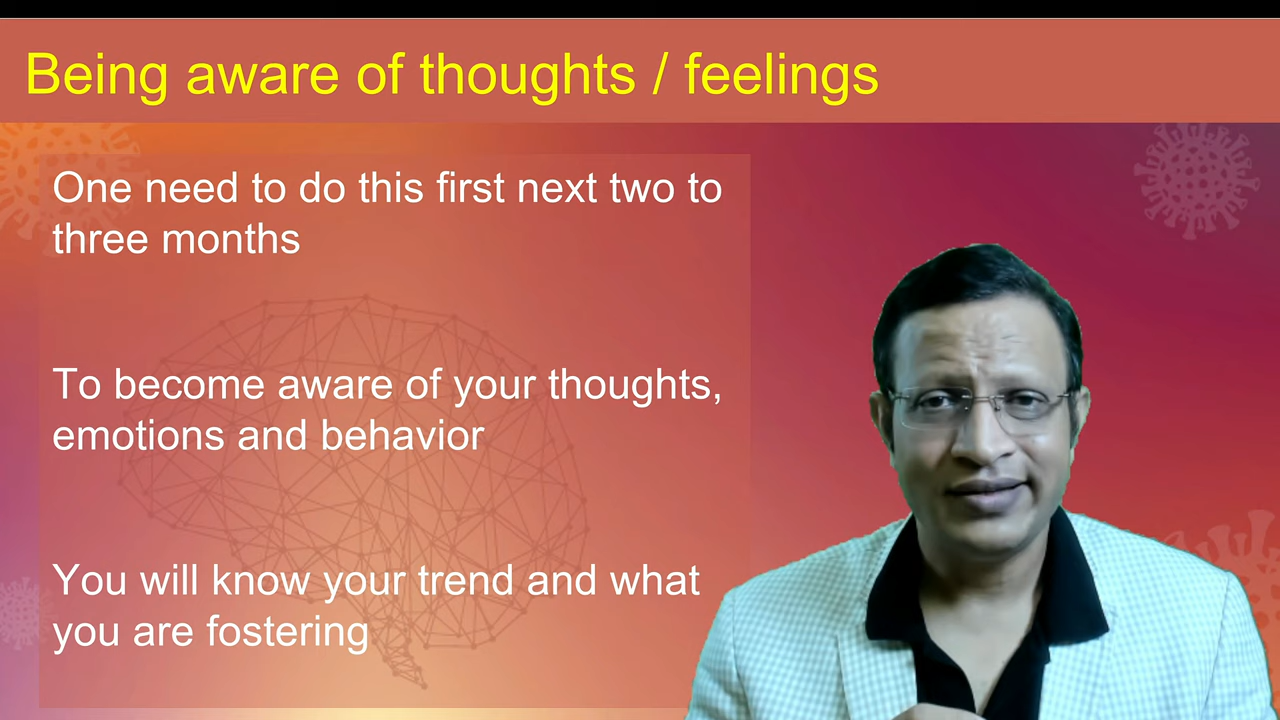 Being aware of thoughts / feelings
One need to do this first next two to
three months
To become aware of your thoughts,
emotions and behavior
You will know your trend and what
you are fostering